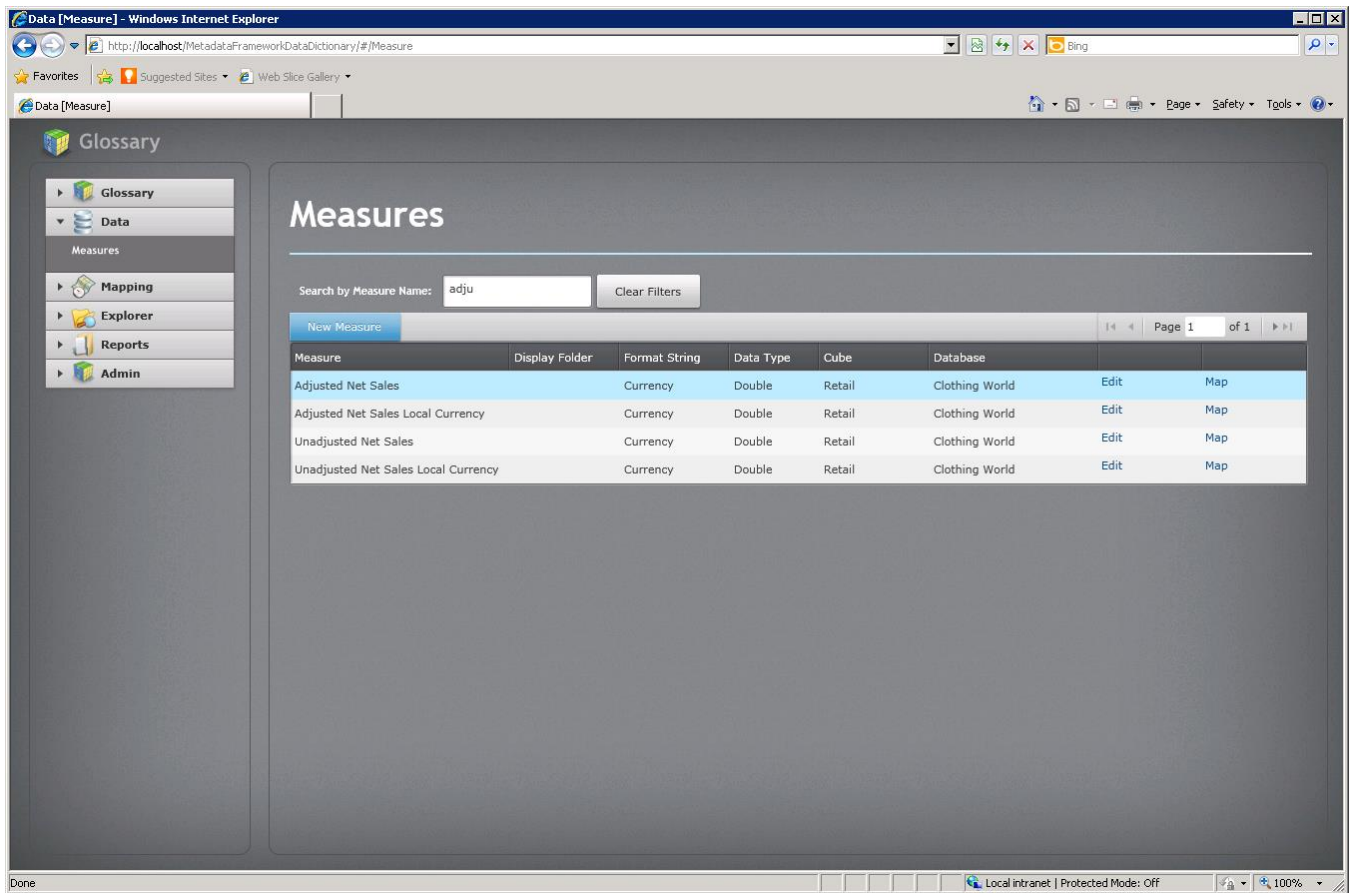 Data [Measure] - Windows Internet Explorer
http://localhost/MetadataFrameworkDataDictionary/#/Measure
Bing
Favorites Suggested Sites Web Slice Gallery
Data [Measure] Page Safety Tools
Glossary
Glossary
Data
Measures
Mapping
Explorer
Reports
Admin
Measures
Search by Measure Name: adju Clear Filters
New Measure Page 1 of 1
Measure Display Folder Format String Data Type Cube Database
Adjusted Net Sales Currency Double Retail Clothing World Edit Map
Adjusted Net Sales Local Currency Currency Double Retail Clothing World Edit Map
Unadjusted Net Sales Currency Double Retail Clothing World Edit Map
Unadjusted Net Sales Local Currency Currency Double Retail Clothing World Edit Map
Done Local intranet | Protected Mode: Off 100%